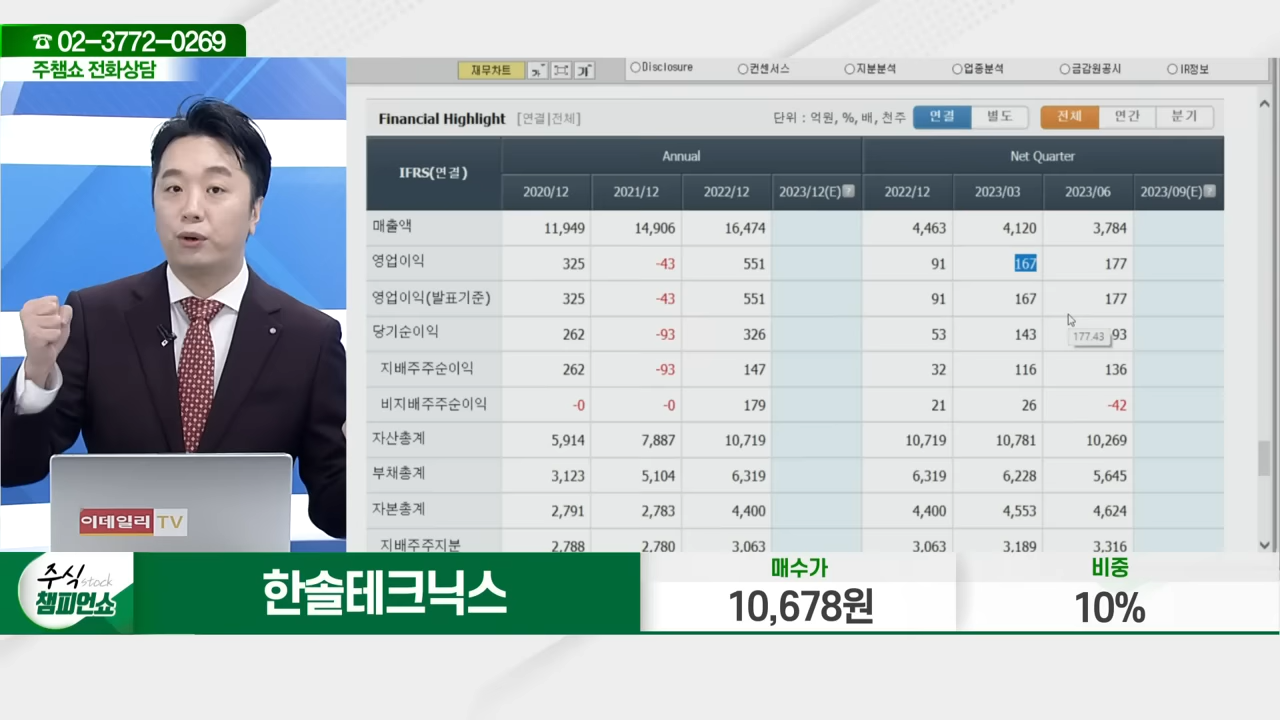 ☎ 02-3772-0269
주챔쇼 전화상담
재무차트 가 가
Disclosure 컨센서스 지분분석 업종분석 금감원공시 IR정보
Financial Highlight [연결|전체] 단위 : 억원, %, 배, 천주 연결 별도 전체 연간 분기
IFRS(연결) Annual Net Quarter
2020/12 2021/12 2022/12 2023/12(E)? 2022/12 2023/03 2023/06 2023/09(E)?
매출액 11,949 14,906 16,474 4,463 4,120 3,784
영업이익 325 -43 551 91 167 177
영업이익(발표기준) 325 -43 551 91 167 177
당기순이익 262 -93 326 53 143 93
177.43
지배주주순이익 262 -93 147 32 116 136
비지배주주순이익 -0 -0 179 21 26 -42
자산총계 5,914 7,887 10,719 10,719 10,781 10,269
부채총계 3,123 5,104 6,319 6,319 6,228 5,645
자본총계 2,791 2,783 4,400 4,400 4,553 4,624
지배주주지분 2,788 2,780 3,063 3,063 3,189 3,316
이데일리TV
주식 stock
챔피언쇼
한솔테크닉스
매수가
10,678원
비중
10%